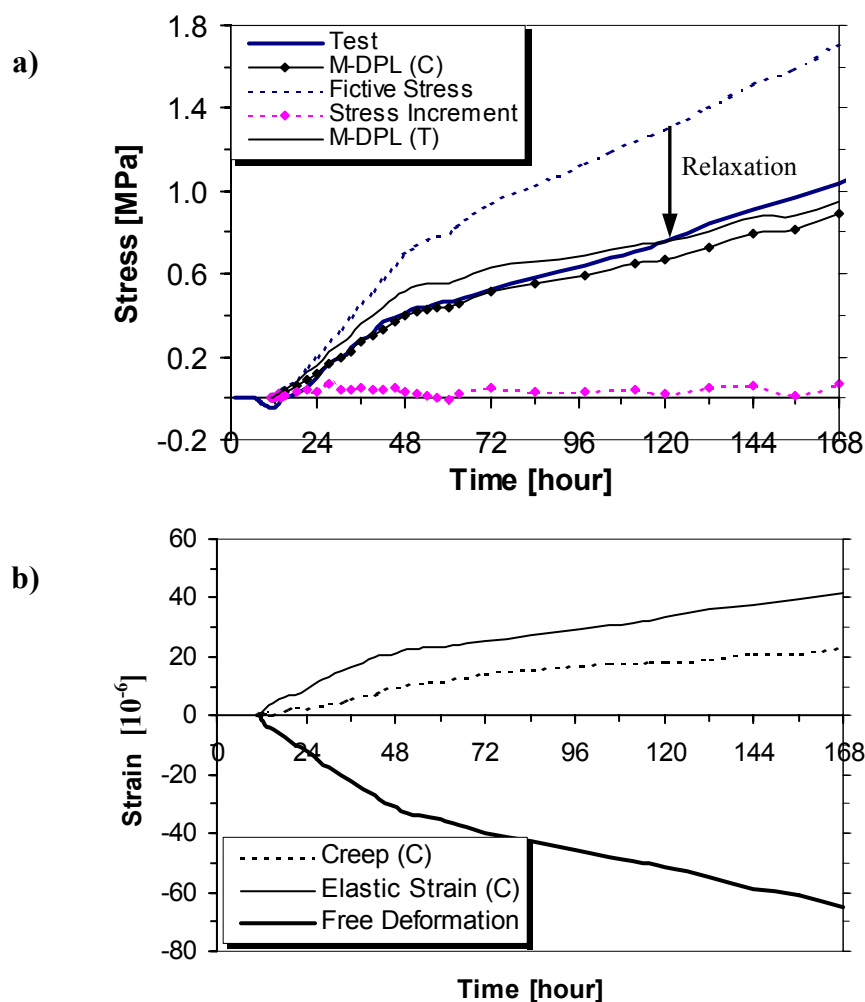 a)
Stress [MPa]
1.8
1.4
1.0
0.6
0.2
-0.2
Test
M-DPL (C)
Fictive Stress
Stress Increment
M-DPL (T)
Relaxation
0 24 48 72 96 120 144 168
Time [hour]
b)
Strain [10-6]
60
40
20
0
-20
-40
-60
-80
0 24 48 72 96 120 144 168
Creep (C)
Elastic Strain (C)
Free Deformation
Time [hour]